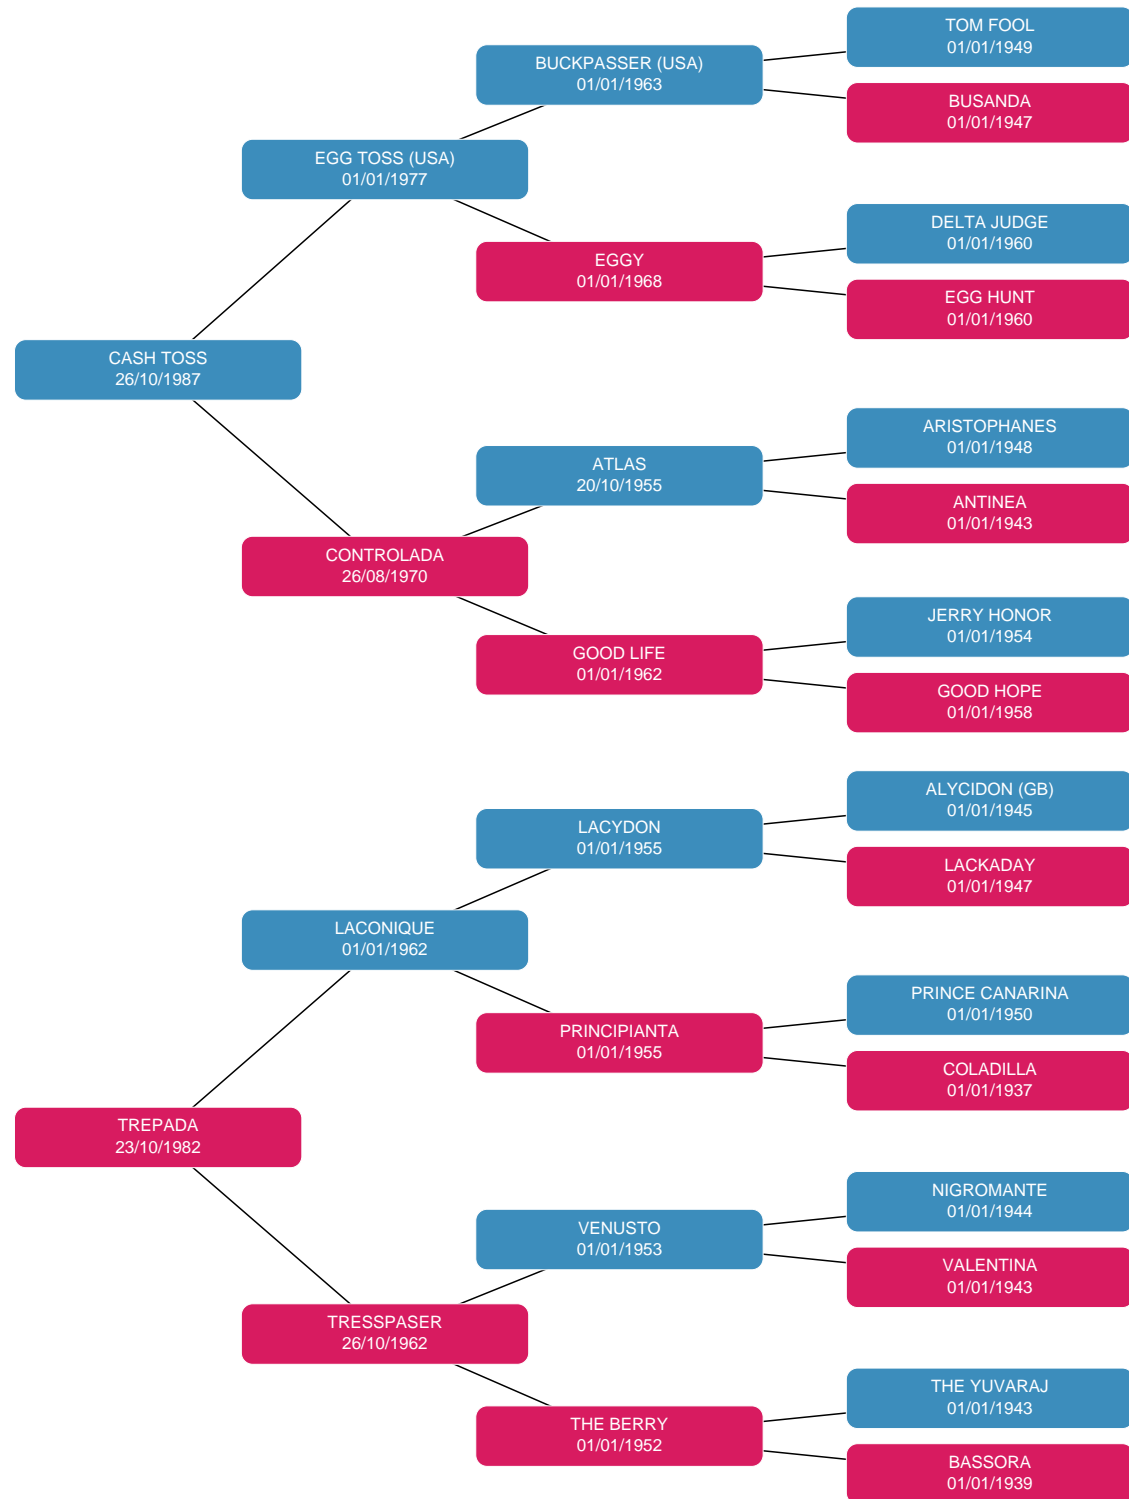 TOM FOOL
01/01/1949
BUCKPASSER (USA)
01/01/1963
BUSANDA
01/01/1947
EGG TOSS (USA)
01/01/1977
DELTA JUDGE
01/01/1960
EGGY
01/01/1968
EGG HUNT
01/01/1960
CASH TOSS
26/10/1987
ARISTOPHANES
01/01/1948
ATLAS
20/10/1955
ANTINEA
01/01/1943
CONTROLADA
26/08/1970
JERRY HONOR
01/01/1954
GOOD LIFE
01/01/1962
GOOD HOPE
01/01/1958
ALYCIDON (GB)
01/01/1945
LACYDON
01/01/1955
LACKADAY
01/01/1947
LACONIQUE
01/01/1962
PRINCE CANARINA
01/01/1950
PRINCIPIANTA
01/01/1955
COLADILLA
01/01/1937
TREPADA
23/10/1982
NIGROMANTE
01/01/1944
VENUSTO
01/01/1953
VALENTINA
01/01/1943
TRESSPASER
26/10/1962
THE YUVARAJ
01/01/1943
THE BERRY
01/01/1952
BASSORA
01/01/1939